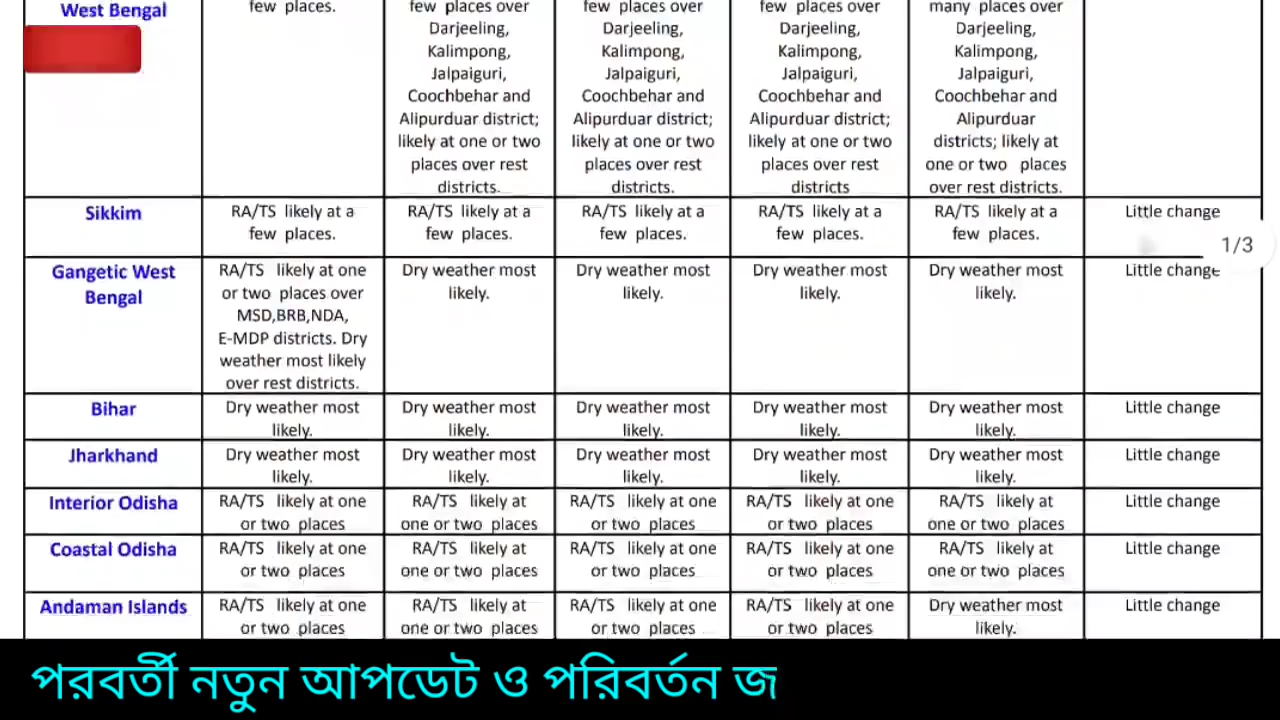 West Bengal
few places.
few places over
Darjeeling,
Kalimpong,
Jalpaiguri,
Coochbehar and
Alipurduar district;
likely at one or two
places over rest
districts.
few places over
Darjeeling,
Kalimpong,
Jalpaiguri,
Coochbehar and
Alipurduar district;
likely at one or two
places over rest
districts.
few places over
Darjeeling,
Kalimpong,
Jalpaiguri,
Coochbehar and
Alipurduar district;
likely at one or two
places over rest
districts
many places over
Darjeeling,
Kalimpong,
Jalpaiguri,
Coochbehar and
Alipurduar
districts; likely at
one or two places
over rest districts.
Sikkim
RA/TS likely at a
few places.
RA/TS likely at a
few places.
RA/TS likely at a
few places.
RA/TS likely at a
few places.
RA/TS likely at a
few places.
Little change
1/3
Gangetic West
Bengal
RA/TS likely at one
or two places over
MSD,BRB,NDA,
E-MDP districts. Dry
weather most likely
over rest districts.
Dry weather most
likely.
Dry weather most
likely.
Dry weather most
likely.
Dry weather most
likely.
Little change
Bihar
Dry weather most
likely.
Dry weather most
likely.
Dry weather most
likely.
Dry weather most
likely.
Dry weather most
likely.
Little change
Jharkhand
Dry weather most
likely.
Dry weather most
likely.
Dry weather most
likely.
Dry weather most
likely.
Dry weather most
likely.
Little change
Interior Odisha
RA/TS likely at one
or two places
RA/TS likely at
one or two places
RA/TS likely at one
or two places
RA/TS likely at one
or two places
RA/TS likely at
one or two places
Little change
Coastal Odisha
RA/TS likely at one
or two places
RA/TS likely at
one or two places
RA/TS likely at one
or two places
RA/TS likely at one
or two places
RA/TS likely at
one or two places
Little change
Andaman Islands
RA/TS likely at one
or two places
RA/TS likely at
one or two places
RA/TS likely at one
or two places
RA/TS likely at one
or two places
Dry weather most
likely.
Little change
পরবর্তী নতুন আপডেট ও পরিবর্তন জ